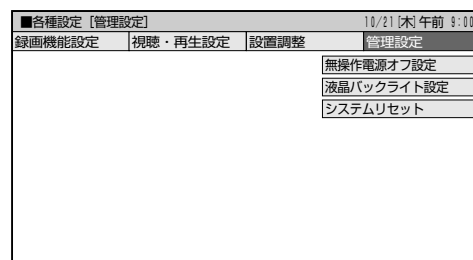 ■各種設定［管理設定］ 10/21[木]午前 9:00
録画機能設定 視聴・再生設定 設置調整 管理設定
無操作電源オフ設定
液晶バックライト設定
システムリセット